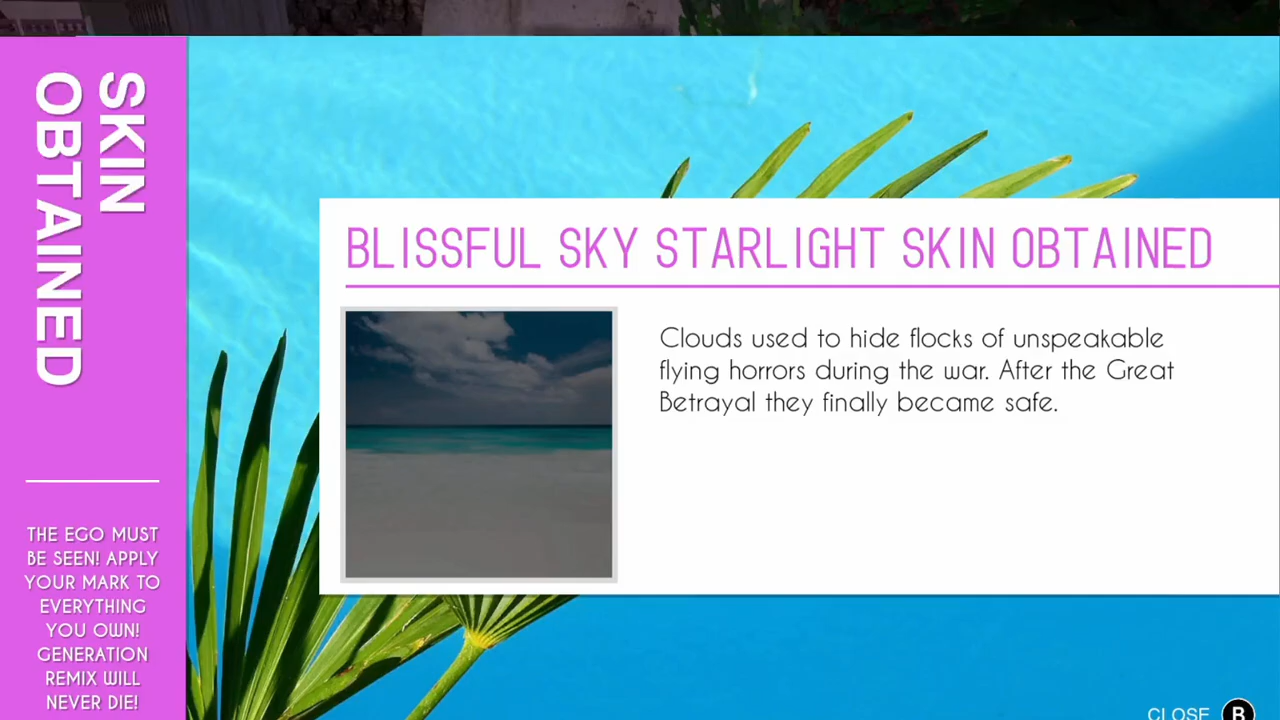 SKIN
OBTAINED
THE EGO MUST
BE SEEN! APPLY
YOUR MARK TO
EVERYTHING
YOU OWN!
GENERATION
REMIX WILL
NEVER DIE!
BLISSFUL SKY STARLIGHT SKIN OBTAINED
Clouds used to hide flocks of unspeakable
flying horrors during the war. After the Great
Betrayal they finally became safe.
CLOSE B